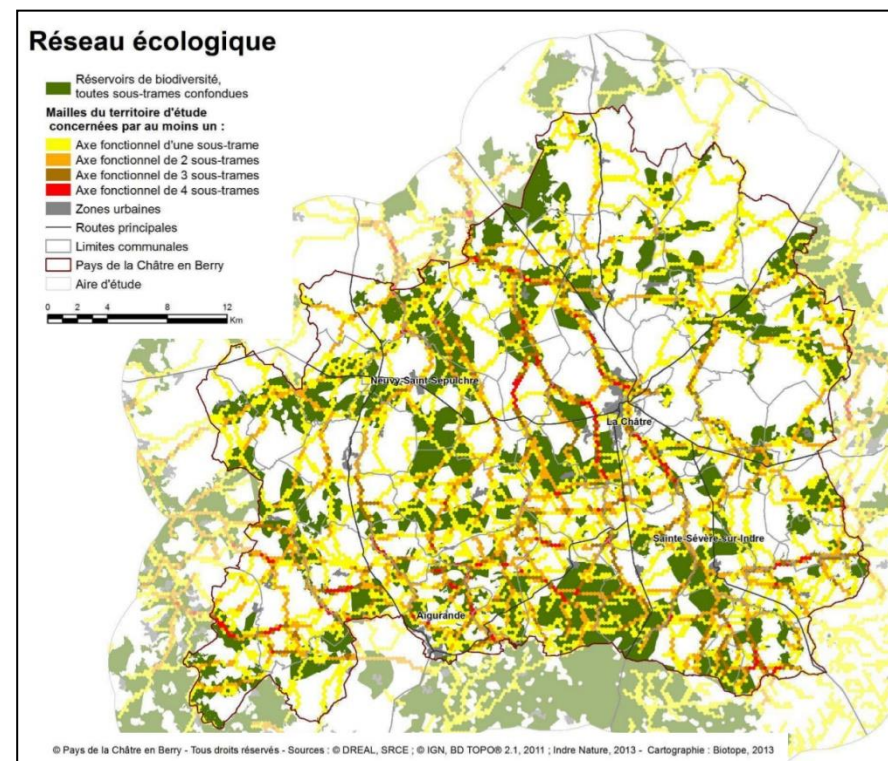 Réseau écologique
Réservoirs de biodiversité,
toutes sous-trames confondues
Mailles du territoire d'étude
concernées par au moins un :
Axe fonctionnel d'une sous-trame
Axe fonctionnel de 2 sous-trames
Axe fonctionnel de 3 sous-trames
Axe fonctionnel de 4 sous-trames
Zones urbaines
Routes principales
Limites communales
Pays de la Châtre en Berry
Aire d'étude
0 2 4 8 12
Km
Neuvy-Saint-Sépulchre
La Châtre
Sainte-Sévère-sur-Indre
Aigurande
© Pays de la Châtre en Berry - Tous droits réservés - Sources : © DREAL, SRCE ; © IGN, BD TOPO® 2.1, 2011 ; Indre Nature, 2013 - Cartographie : Biotope, 2013